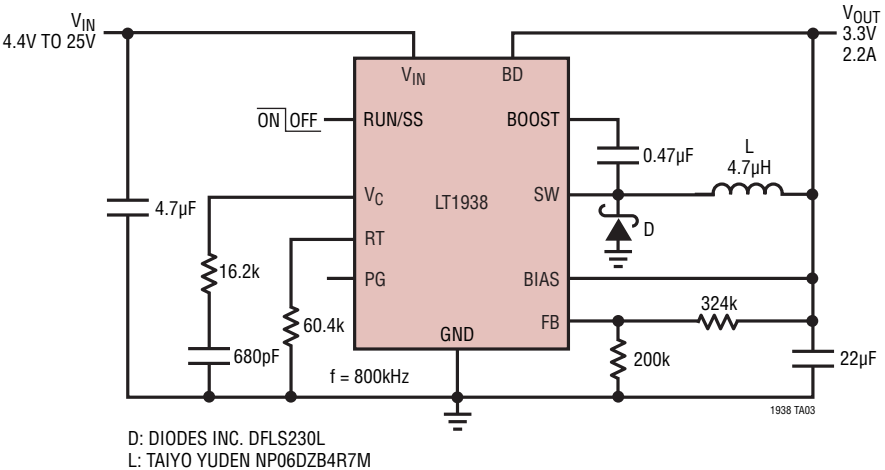 VIN
4.4V TO 25V
VOUT
3.3V
2.2A
VIN
BD
ON OFF
RUN/SS
BOOST
0.47µF
L
4.7µH
4.7µF
VC
LT1938
SW
D
RT
16.2k
PG
BIAS
324k
60.4k
FB
GND
680pF
200k
22µF
f = 800kHz
1938 TA03
D: DIODES INC. DFLS230L
L: TAIYO YUDEN NP06DZB4R7M